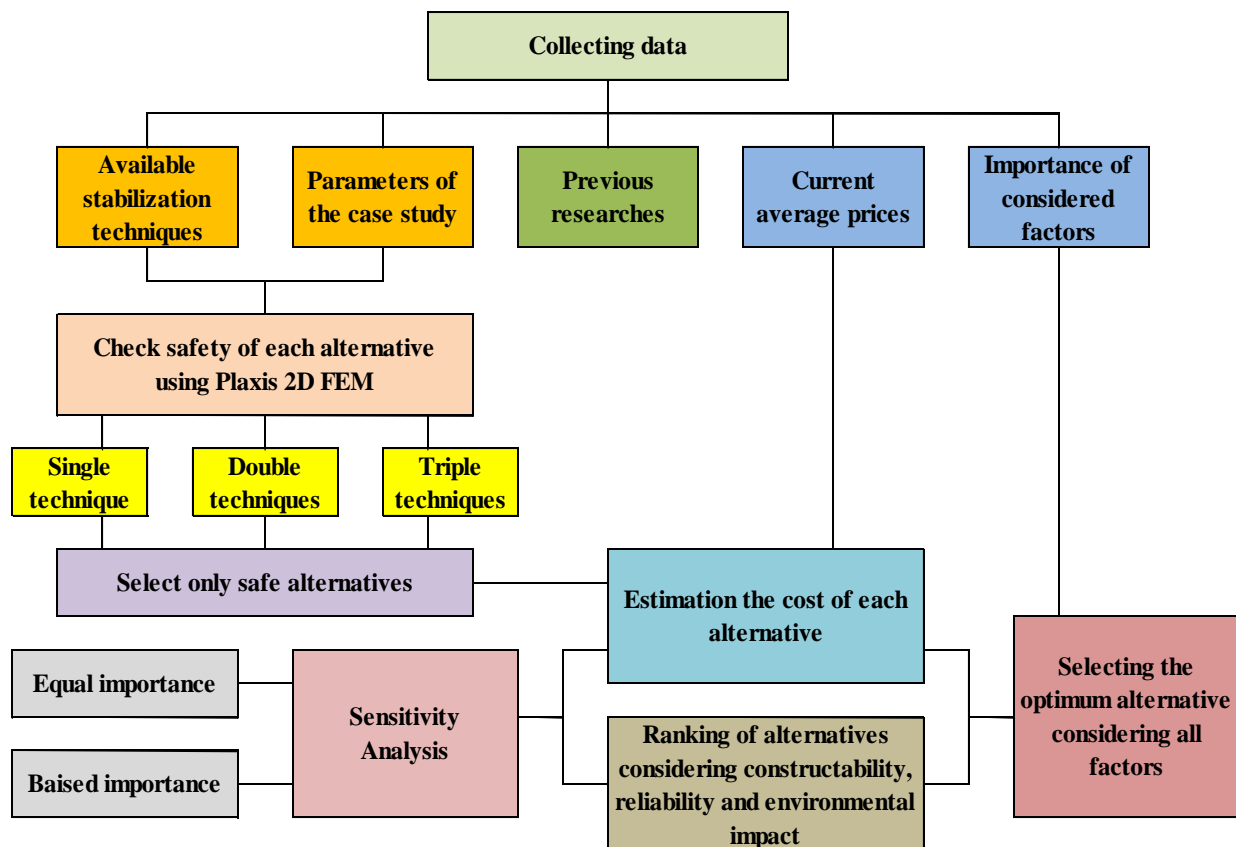 Collecting data
Available
stabilization
techniques
Parameters of
the case study
Previous
researches
Current
average prices
Importance of
considered
factors
Check safety of each alternative
using Plaxis 2D FEM
Single
technique
Double
techniques
Triple
techniques
Select only safe alternatives
Estimation the cost of each
alternative
Equal importance
Baised importance
Sensitivity
Analysis
Ranking of alternatives
considering constructability,
reliability and environmental
impact
Selecting the
optimum alternative
considering all
factors